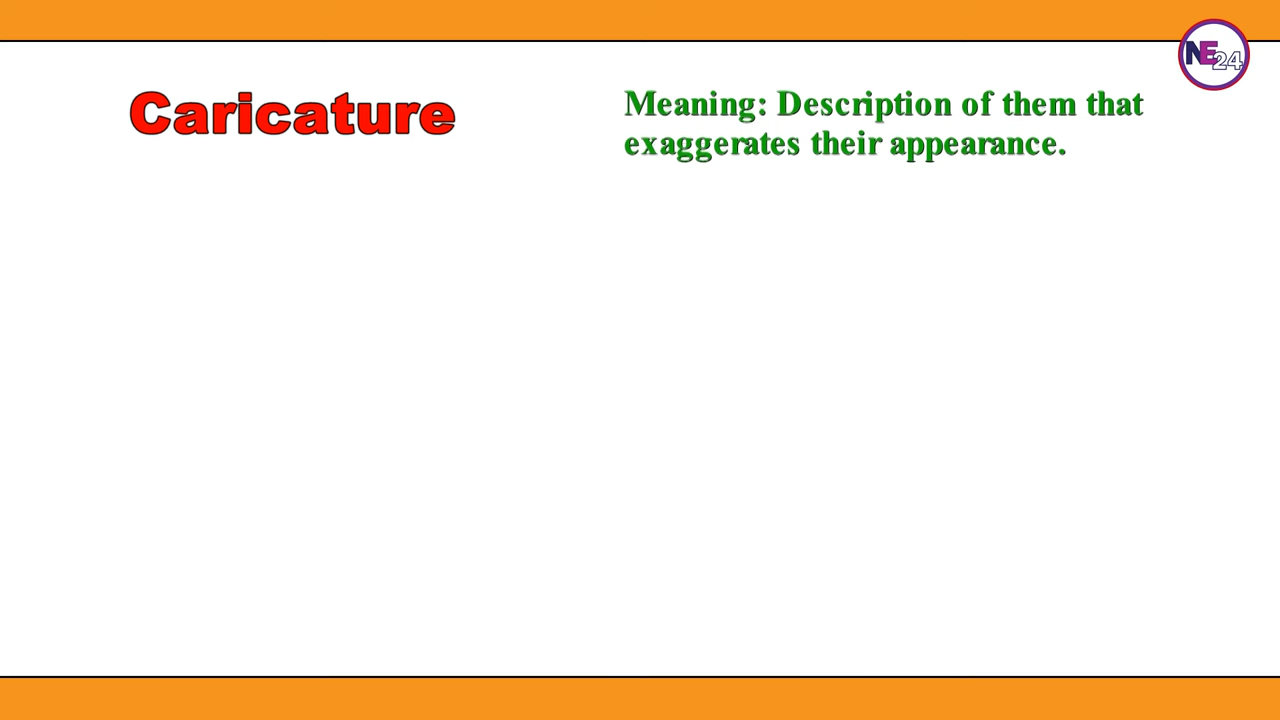 NE24
Caricature
Meaning: Description of them that
exaggerates their appearance.